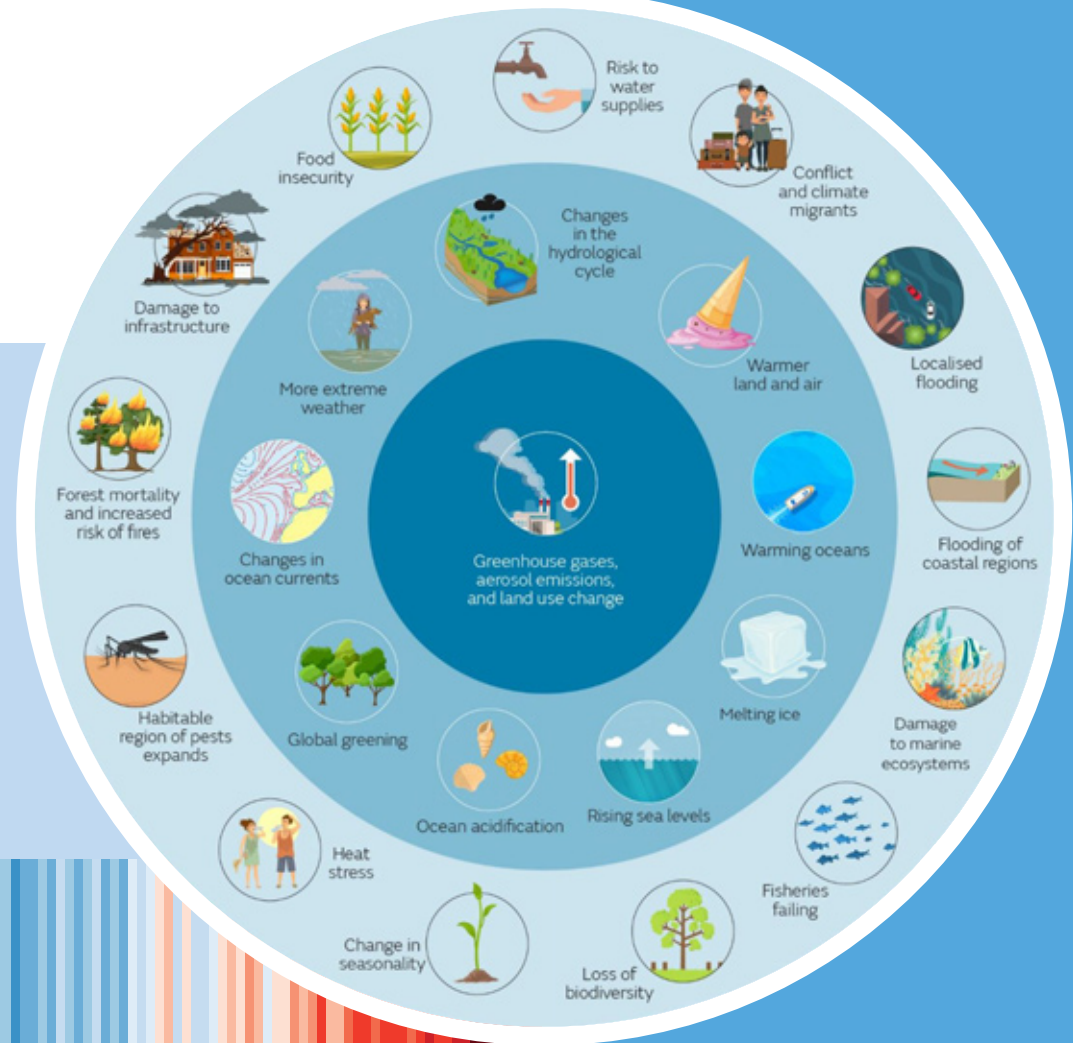 Risk to
water
supplies
Food
insecurity
Conflict
and climate
migrants
Changes
in the
hydrological
cycle
Damage to
infrastructure
More extreme
weather
Warmer
land and air
Localised
flooding
Forest mortality
and increased
risk of fires
Changes in
ocean currents
Greenhouse gases,
aerosol emissions,
and land use change
Warming oceans
Flooding of
coastal regions
Habitable
region of pests
expands
Global greening
Ocean acidification
Rising sea levels
Melting ice
Damage
to marine
ecosystems
Heat
stress
Change in
seasonality
Loss of
biodiversity
Fisheries
failing